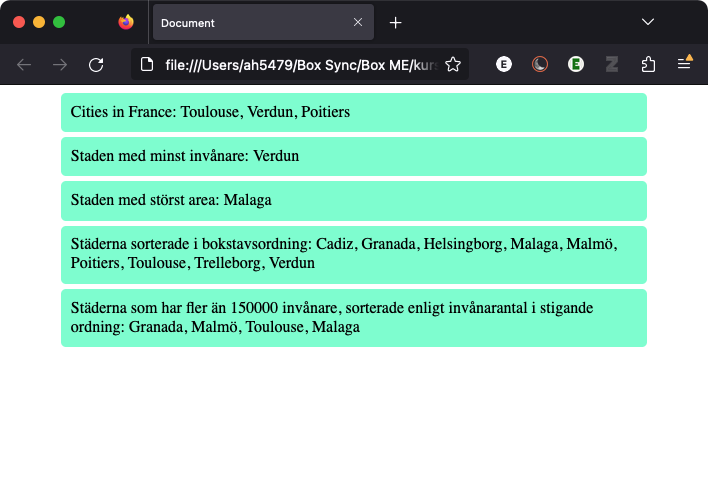 Document
file:///Users/ah5479/Box Sync/Box ME/kur
E
E
Z
Cities in France: Toulouse, Verdun, Poitiers
Staden med minst invånare: Verdun
Staden med störst area: Malaga
Städerna sorterade i bokstavsordning: Cadiz, Granada, Helsingborg, Malaga, Malmö,
Poitiers, Toulouse, Trelleborg, Verdun
Städerna som har fler än 150000 invånare, sorterade enligt invånarantal i stigande
ordning: Granada, Malmö, Toulouse, Malaga